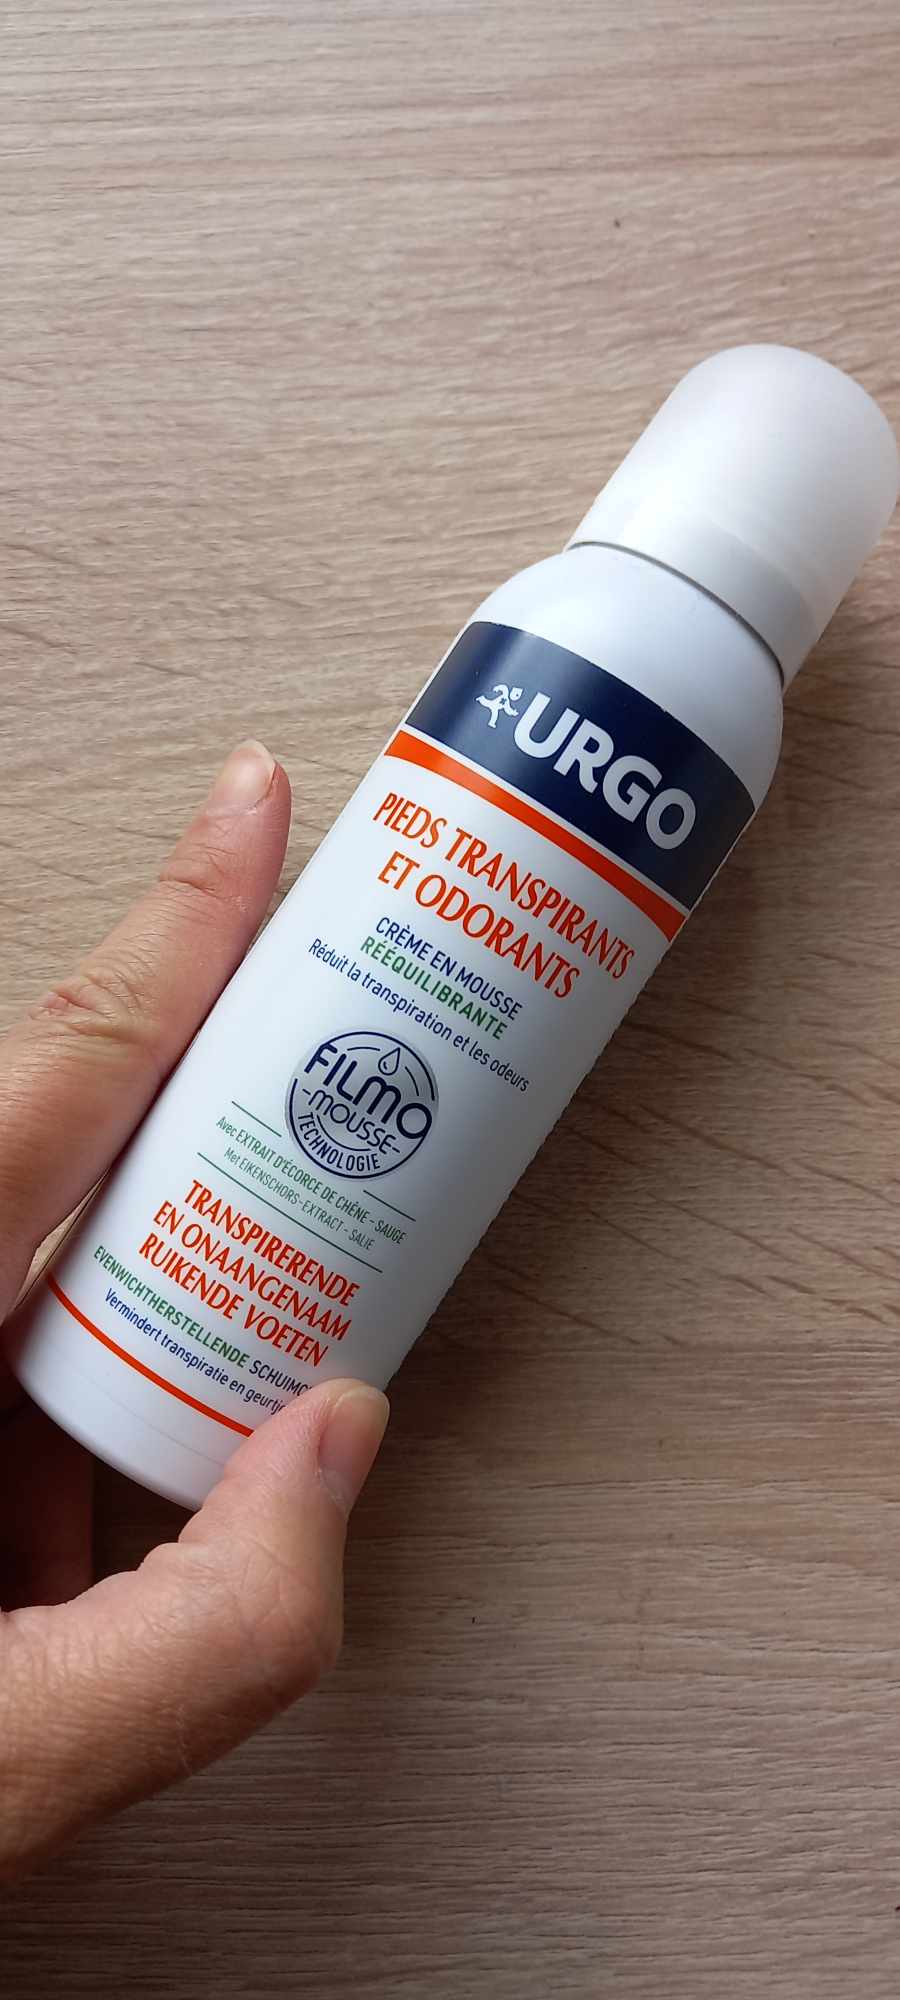 URGO
PIEDS TRANSPIRANTS
ET ODORANTS
CRÈME EN MOUSSE
RÉÉQUILIBRANTE
Réduit la transpiration et les odeurs
FILMO
-mousse-
TECHNOLOGIE
Avec EXTRAIT D'ÉCORCE DE CHÊNE - SAUGE
Met EIKENSCHORS-EXTRACT - SALIE
TRANSPIRERENDE
EN ONAANGENAAM
RUIKENDE VOETEN
EVENWICHTHERSTELLENDE
Vermindert transpiratie en